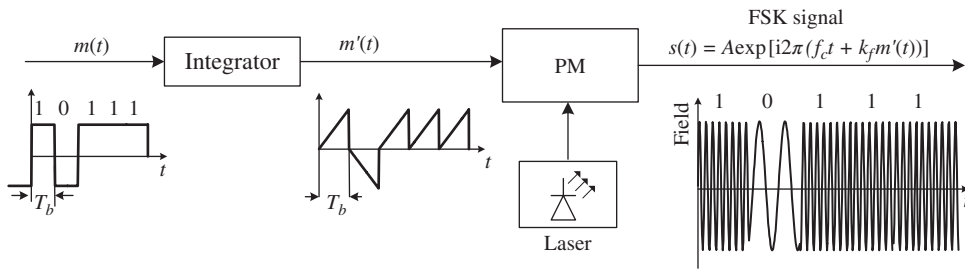 FSK signal
m(t)
Integrator
m′(t)
PM
s(t) = Aexp[i2π(f_c t + k_f m′(t))]
1 0 1 1 1
t
T_b
t
T_b
Laser
1 0 1 1 1
Field